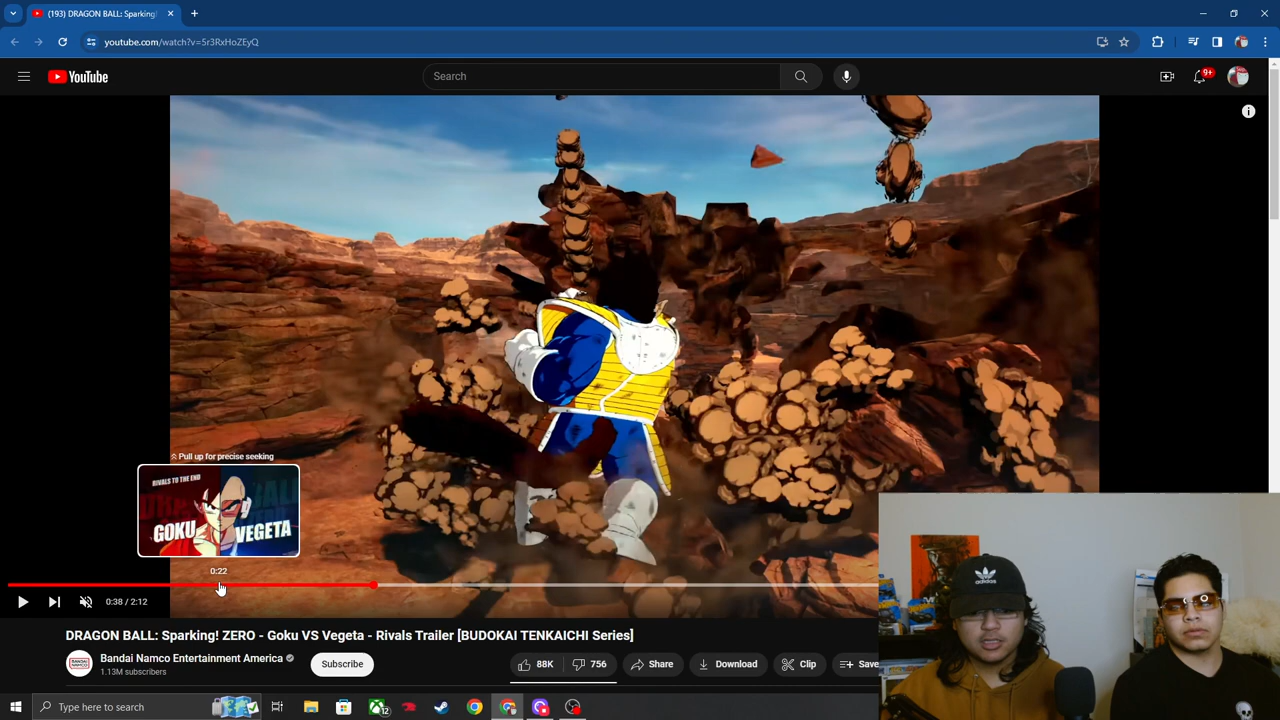 (193) DRAGON BALL: Sparking!
youtube.com/watch?v=5r3RxHoZEyQ
YouTube
Search
9+
Pull up for precise seeking
RIVALS TO THE END
GOKU
VEGETA
0:22
0:38 / 2:12
DRAGON BALL: Sparking! ZERO - Goku VS Vegeta - Rivals Trailer [BUDOKAI TENKAICHI Series]
Bandai Namco Entertainment America
1.13M subscribers
Subscribe
88K
756
Share
Download
Clip
Save
adidas
Type here to search
12